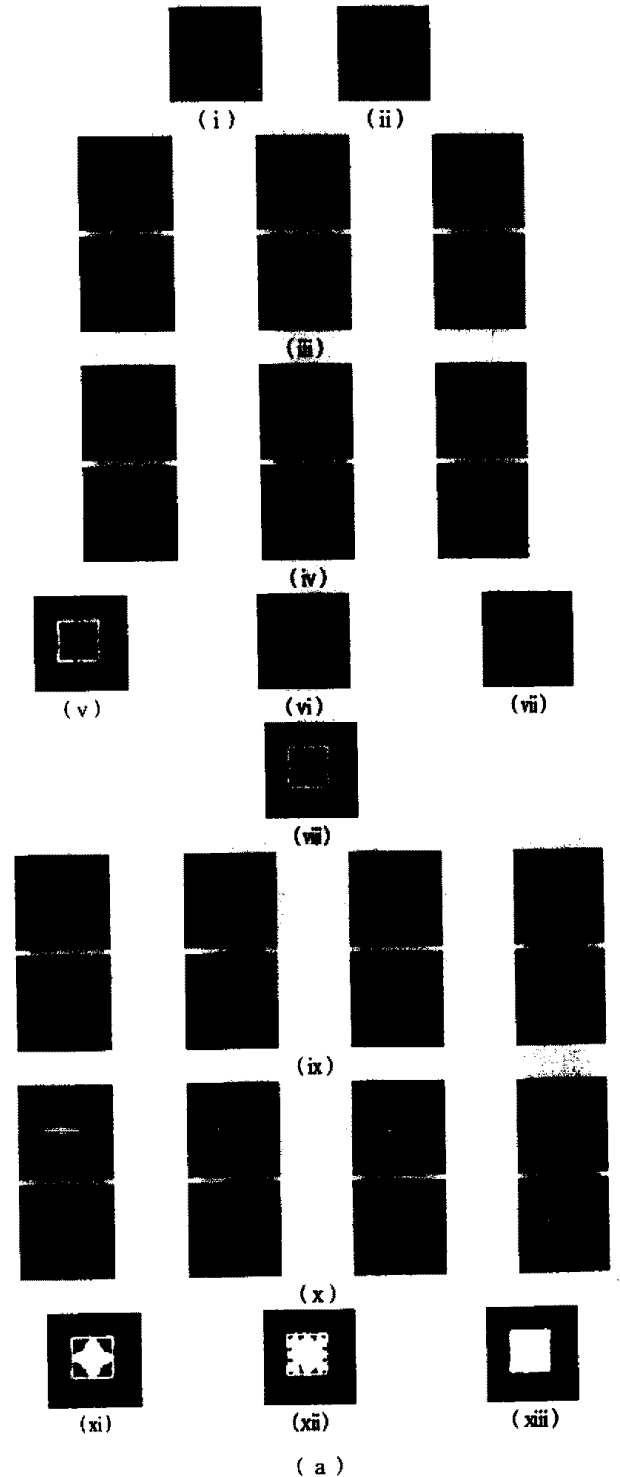 (i) (ii)
(iii)
(iv)
(v) (vi) (vii)
(viii)
(ix)
(x)
(xi) (xii) (xiii)
(a)